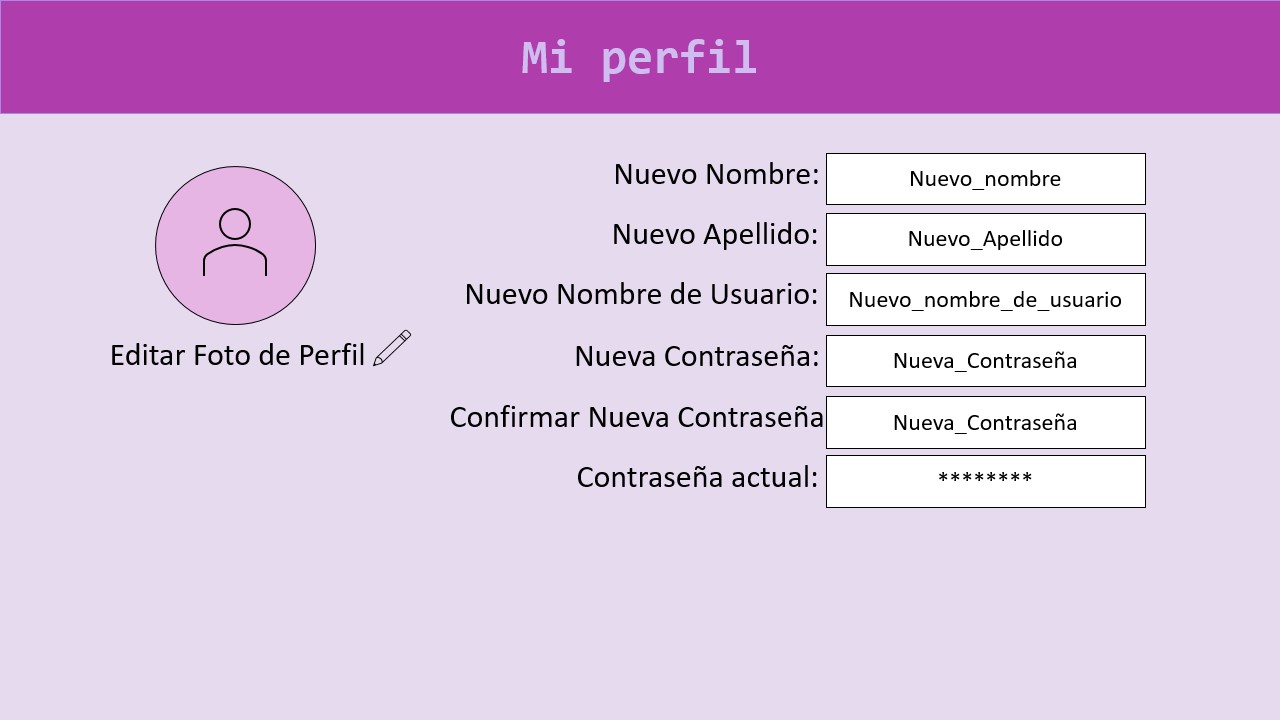 Mi perfil
Editar Foto de Perfil
Nuevo Nombre: Nuevo_nombre
Nuevo Apellido: Nuevo_Apellido
Nuevo Nombre de Usuario: Nuevo_nombre_de_usuario
Nueva Contraseña: Nueva_Contraseña
Confirmar Nueva Contraseña Nueva_Contraseña
Contraseña actual: ********